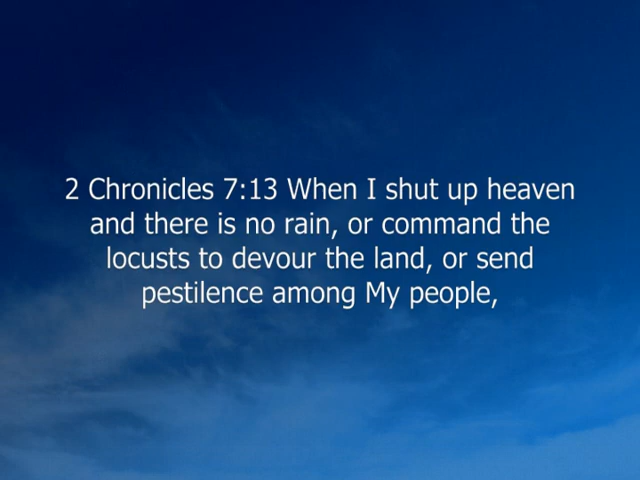 2 Chronicles 7:13 When I shut up heaven
and there is no rain, or command the
locusts to devour the land, or send
pestilence among My people,